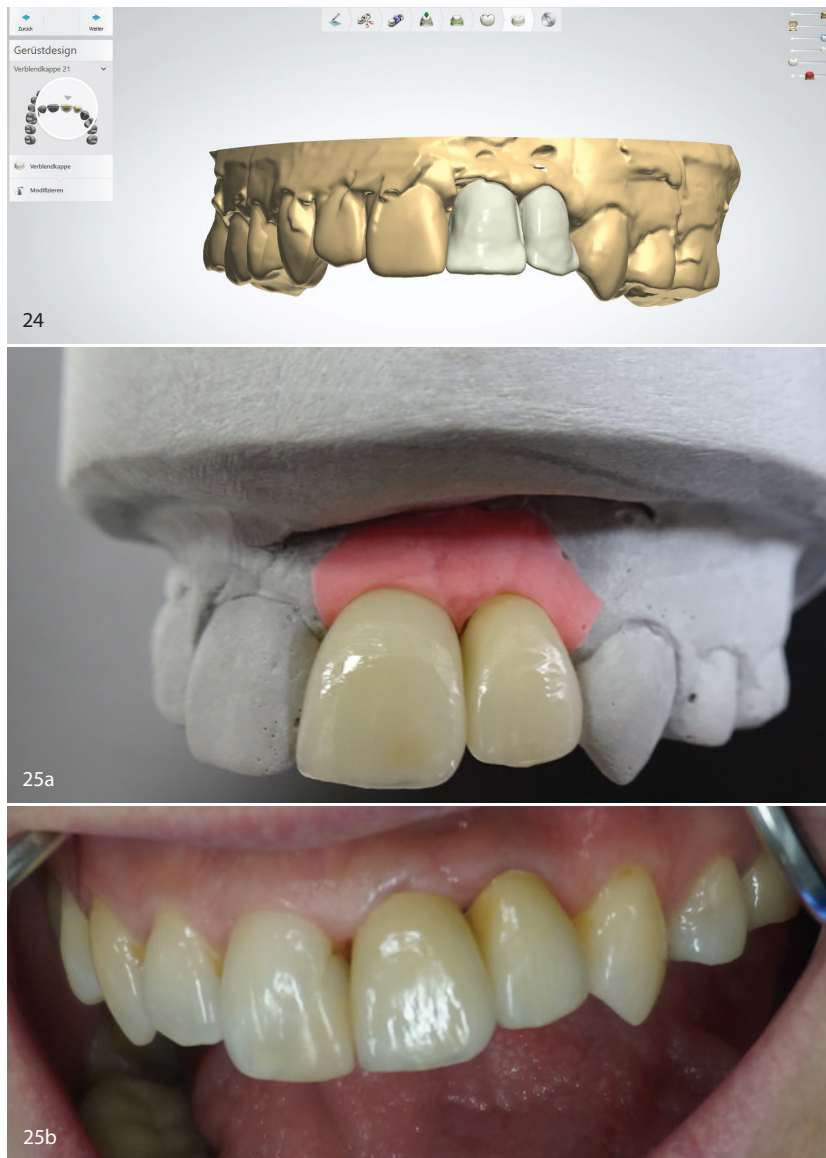 Zurück
Weiter
Gerüstdesign
Verblendkappe 21
Verblendkappe
Modifizieren
24
25a
25b